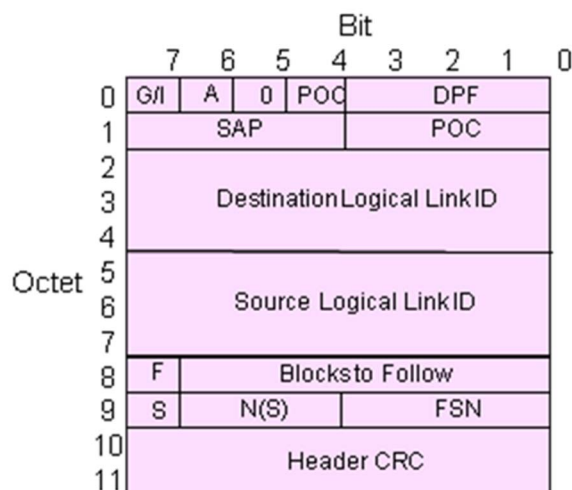 Bit
7 6 5 4 3 2 1 0
0 G/I A 0 POC DPF
1 SAP POC
2
3 Destination Logical Link ID
4
5
Octet
6 Source Logical Link ID
7
8 F Blocks to Follow
9 S N(S) FSN
10
Header CRC
11